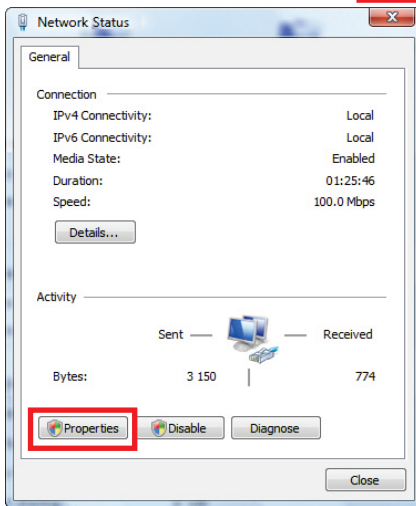 Network Status
General
Connection
IPv4 Connectivity: Local
IPv6 Connectivity: Local
Media State: Enabled
Duration: 01:25:46
Speed: 100.0 Mbps
Details...
Activity
Sent Received
Bytes: 3 150 774
Properties Disable Diagnose
Close